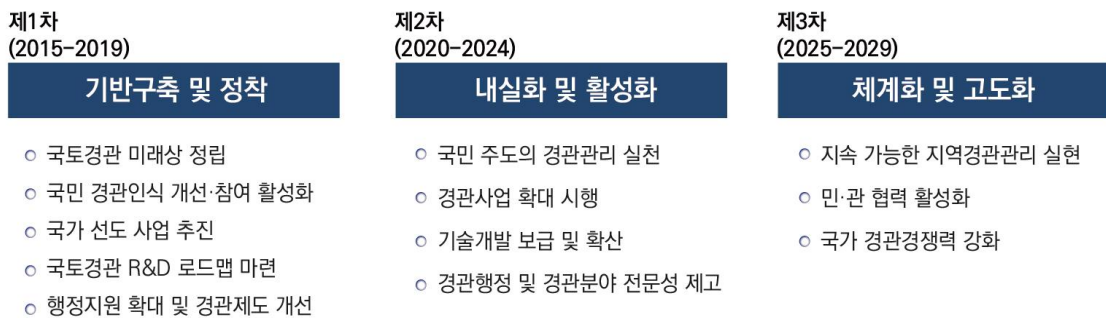 제1차
(2015-2019)
기반구축 및 정착
국토경관 미래상 정립
국민 경관인식 개선·참여 활성화
국가 선도 사업 추진
국토경관 R&D 로드맵 마련
행정지원 확대 및 경관제도 개선
제2차
(2020-2024)
내실화 및 활성화
국민 주도의 경관관리 실천
경관사업 확대 시행
기술개발 보급 및 확산
경관행정 및 경관분야 전문성 제고
제3차
(2025-2029)
체계화 및 고도화
지속 가능한 지역경관관리 실현
민·관 협력 활성화
국가 경관경쟁력 강화